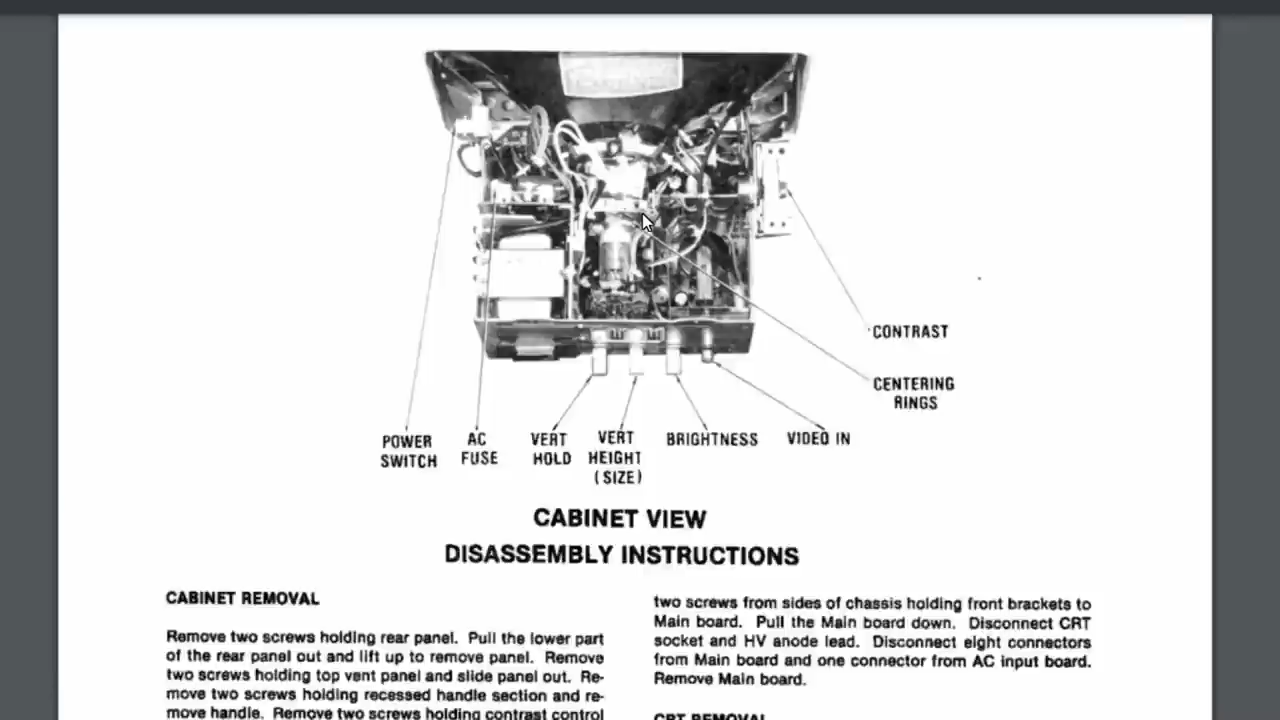 CONTRAST
CENTERING
RINGS
POWER
SWITCH
AC
FUSE
VERT
HOLD
VERT
HEIGHT
(SIZE)
BRIGHTNESS
VIDEO IN
CABINET VIEW
DISASSEMBLY INSTRUCTIONS
CABINET REMOVAL
Remove two screws holding rear panel. Pull the lower part
of the rear panel out and lift up to remove panel. Remove
two screws holding top vent panel and slide panel out. Re-
move two screws holding recessed handle section and re-
move handle. Remove two screws holding contrast control
two screws from sides of chassis holding front brackets to
Main board. Pull the Main board down. Disconnect CRT
socket and HV anode lead. Disconnect eight connectors
from Main board and one connector from AC input board.
Remove Main board.
CRT REMOVAL